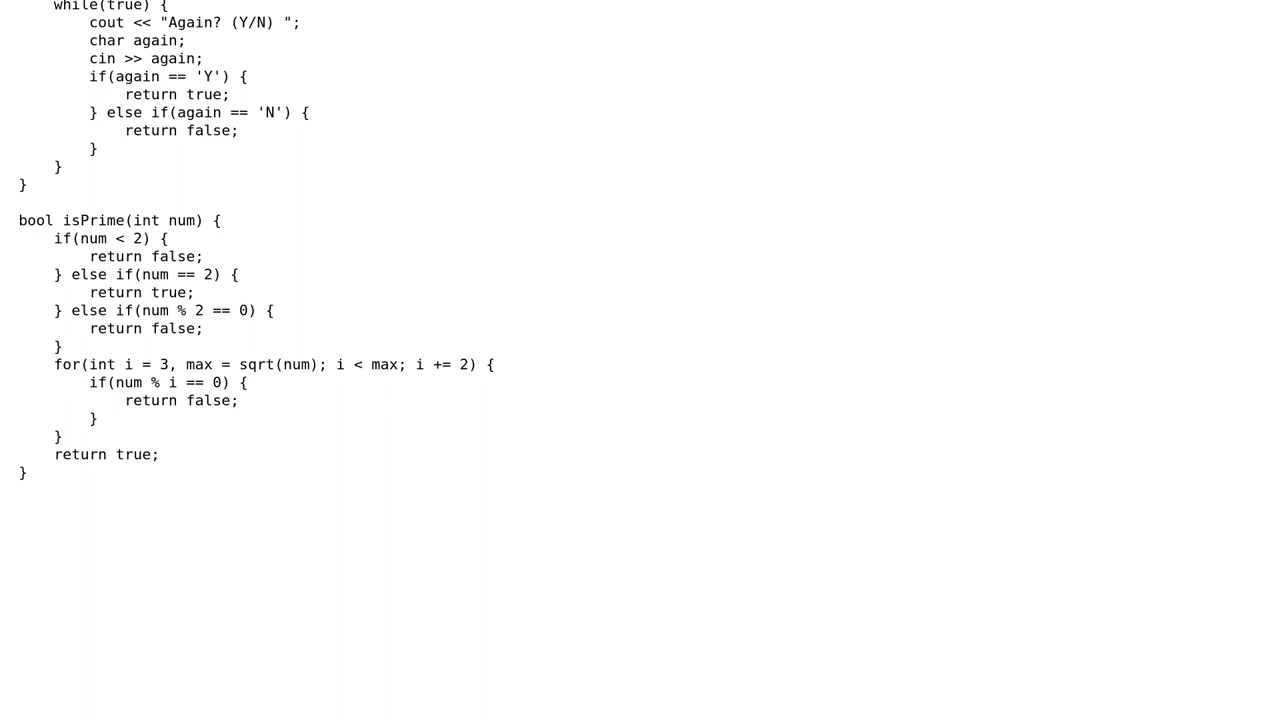 while(true) {
        cout << "Again? (Y/N) ";
        char again;
        cin >> again;
        if(again == 'Y') {
            return true;
        } else if(again == 'N') {
            return false;
        }
    }
}

bool isPrime(int num) {
    if(num < 2) {
        return false;
    } else if(num == 2) {
        return true;
    } else if(num % 2 == 0) {
        return false;
    }
    for(int i = 3, max = sqrt(num); i < max; i += 2) {
        if(num % i == 0) {
            return false;
        }
    }
    return true;
}